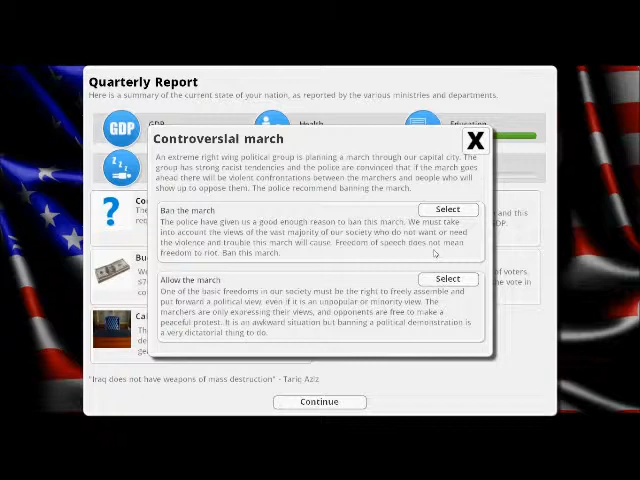 Quarterly Report
Here is a summary of the current state of your nation, as reported by the various ministries and departments.
GDP GDP Health Education
Controversial march
X
An extreme right wing political group is planning a march through our capital city. The
group has strong racist tendencies and the police are convinced that if the march goes
ahead there will be violent confrontations between the marchers and people who will
show up to oppose them. The police recommend banning the march.
Ban the march
Select
The police have given us a good enough reason to ban this march. We must take
into account the views of the vast majority of our society who do not want or need
the violence and trouble this march will cause. Freedom of speech does not mean
freedom to riot. Ban this march.
Allow the march
Select
One of the basic freedoms in our society must be the right to freely assemble and
put forward a political view, even if it is an unpopular or minority view. The
marchers are only expressing their views, and opponents are free to make a
peaceful protest. It is an awkward situation but banning a political demonstration is
a very dictatorial thing to do.
and this
of voters.
the vote in
"Iraq does not have weapons of mass destruction" - Tariq Aziz
Continue